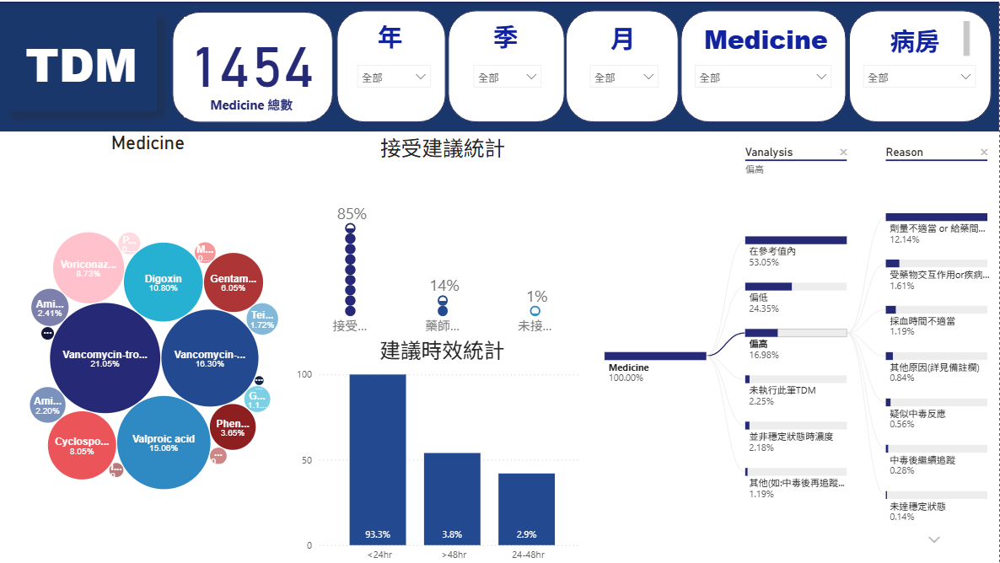 TDM
1454
Medicine 總數
年
全部
季
全部
月
全部
Medicine
全部
病房
全部
Medicine
Voriconaz...
8.73%
P...
M...
Digoxin
10.80%
Gentam...
6.05%
Ami...
2.41%
Tei...
1.72%
Vancomycin-tro...
21.05%
Vancomycin-...
16.30%
Ami...
2.20%
G...
1.1...
Cyclospo...
8.05%
Valproic acid
15.06%
Phen...
3.65%
接受建議統計
85%
14%
1%
接受...
藥師...
未接...
建議時效統計
100
50
0
93.3%
3.8%
2.9%
<24hr
>48hr
24-48hr
Medicine
100.00%
Vanalysis
偏高
在參考值內
53.05%
偏低
24.35%
偏高
16.98%
未執行此筆TDM
2.25%
並非穩定狀態時濃度
2.18%
其他(如:中毒後再追蹤...
1.19%
Reason
劑量不適當 or 給藥間...
12.14%
受藥物交互作用or疾病...
1.61%
採血時間不適當
1.19%
其他原因(詳見備註欄)
0.84%
疑似中毒反應
0.56%
中毒後繼續追蹤
0.28%
未達穩定狀態
0.14%